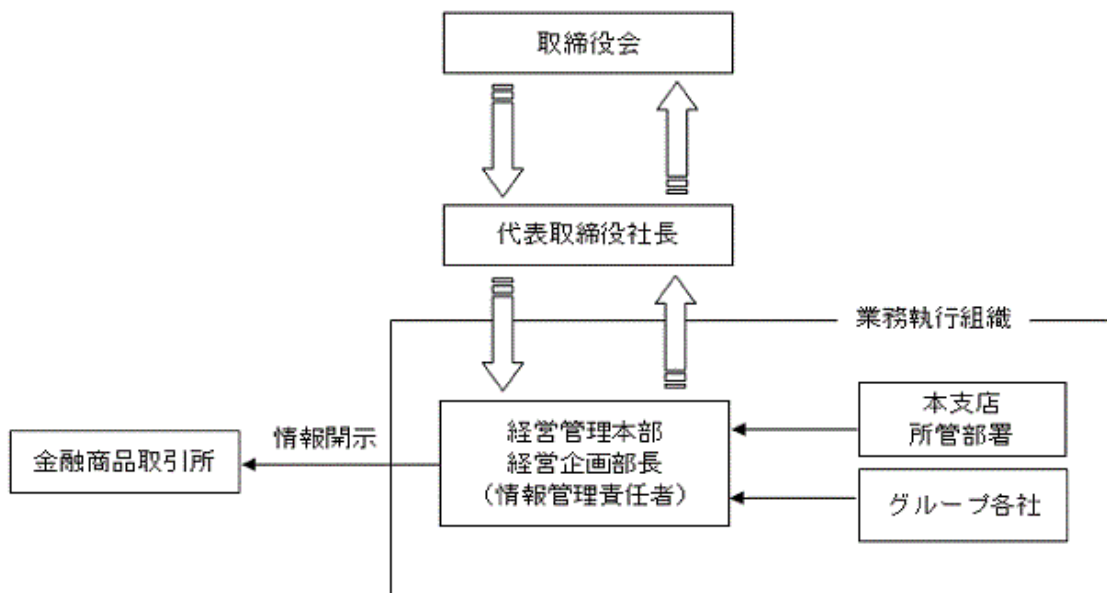 取締役会
代表取締役社長
業務執行組織
本支店
所管部署
経営管理本部
経営企画部長
（情報管理責任者）
情報開示
金融商品取引所
グループ各社